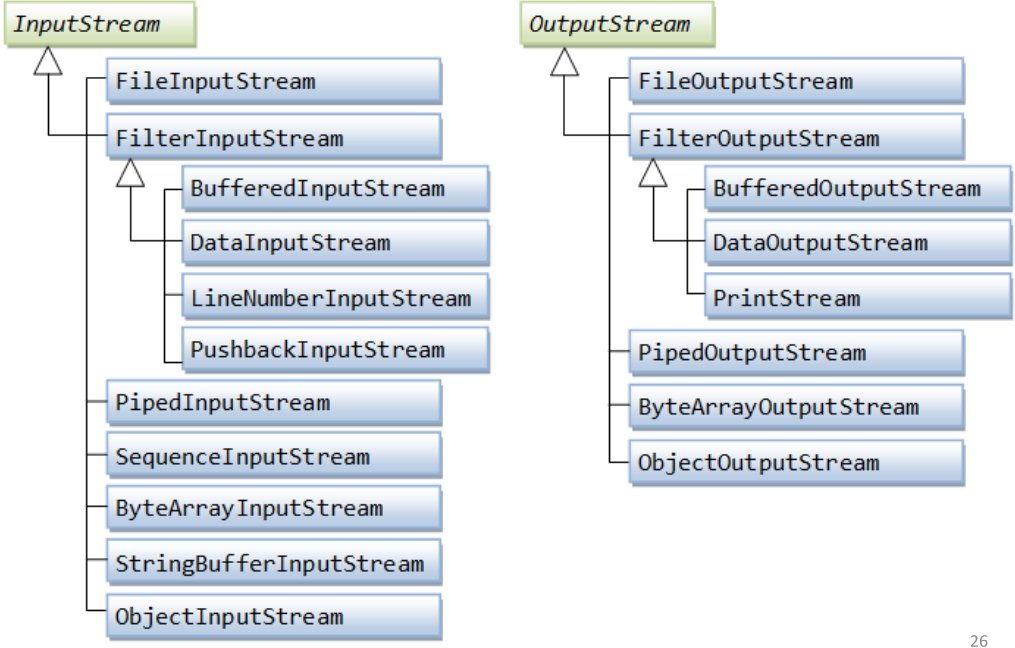 InputStream
FileInputStream
FilterInputStream
BufferedInputStream
DataInputStream
LineNumberInputStream
PushbackInputStream
PipedInputStream
SequenceInputStream
ByteArrayInputStream
StringBufferInputStream
ObjectInputStream
OutputStream
FileOutputStream
FilterOutputStream
BufferedOutputStream
DataOutputStream
PrintStream
PipedOutputStream
ByteArrayOutputStream
ObjectOutputStream
26